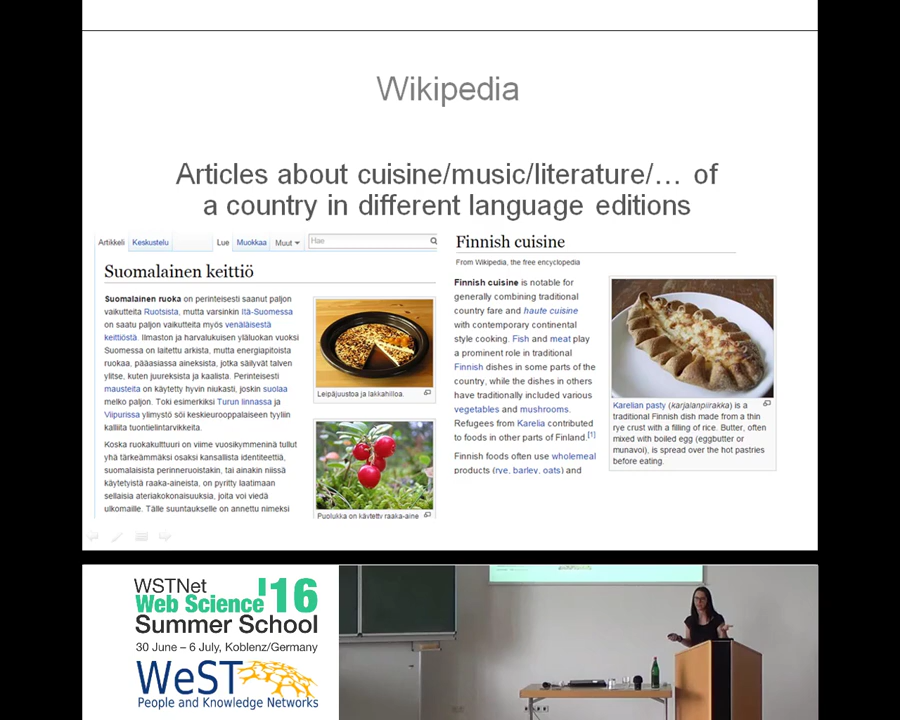 Wikipedia
Articles about cuisine/music/literature/… of
a country in different language editions
Artikkeli Keskustelu Lue Muokkaa Muut Hae
Suomalainen keittiö
Suomalainen ruoka on perinteisesti saanut paljon
vaikutteita Ruotsista, mutta varsinkin Itä-Suomessa
on saatu paljon vaikutteita myös venäläisestä
keittiöstä. Ilmaston ja harvalukuisen yläluokan vuoksi
Suomessa on laitettu arkista, mutta energiapitoista
ruokaa, pääasiassa aineksista, jotka säilyvät talven
ylitse, kuten juureksista ja kaalista. Perinteisesti
mausteita on käytetty hyvin niukasti, joskin suolaa
melko paljon. Toki esimerkiksi Turun linnassa ja
Viipurissa ylimystö söi keskieurooppalaiseen tyyliin
kalliita tuontielintarvikkeita.
Koska ruokakulttuuri on viime vuosikymmeninä tullut
yhä tärkeämmäksi osaksi kansallista identiteettiä,
suomalaisista perinneruoistakin, tai ainakin niissä
käytetyistä raaka-aineista, on pyritty laatimaan
sellaisia ateriakokonaisuuksia, joita voi viedä
ulkomaille. Tälle suuntaukselle on annettu nimeksi
Leipäjuustoa ja lakkahilloa.
Puolukka on käytetty raaka-aine
Finnish cuisine
From Wikipedia, the free encyclopedia
Finnish cuisine is notable for
generally combining traditional
country fare and haute cuisine
with contemporary continental
style cooking. Fish and meat play
a prominent role in traditional
Finnish dishes in some parts of the
country, while the dishes in others
have traditionally included various
vegetables and mushrooms.
Refugees from Karelia contributed
to foods in other parts of Finland.[1]
Finnish foods often use wholemeal
products (rye, barley, oats) and
Karelian pasty (karjalanpiirakka) is a
traditional Finnish dish made from a thin
rye crust with a filling of rice. Butter, often
mixed with boiled egg (eggbutter or
munavoi), is spread over the hot pastries
before eating.
WSTNet
Web Science '16
Summer School
30 June – 6 July, Koblenz/Germany
WeST
People and Knowledge Networks